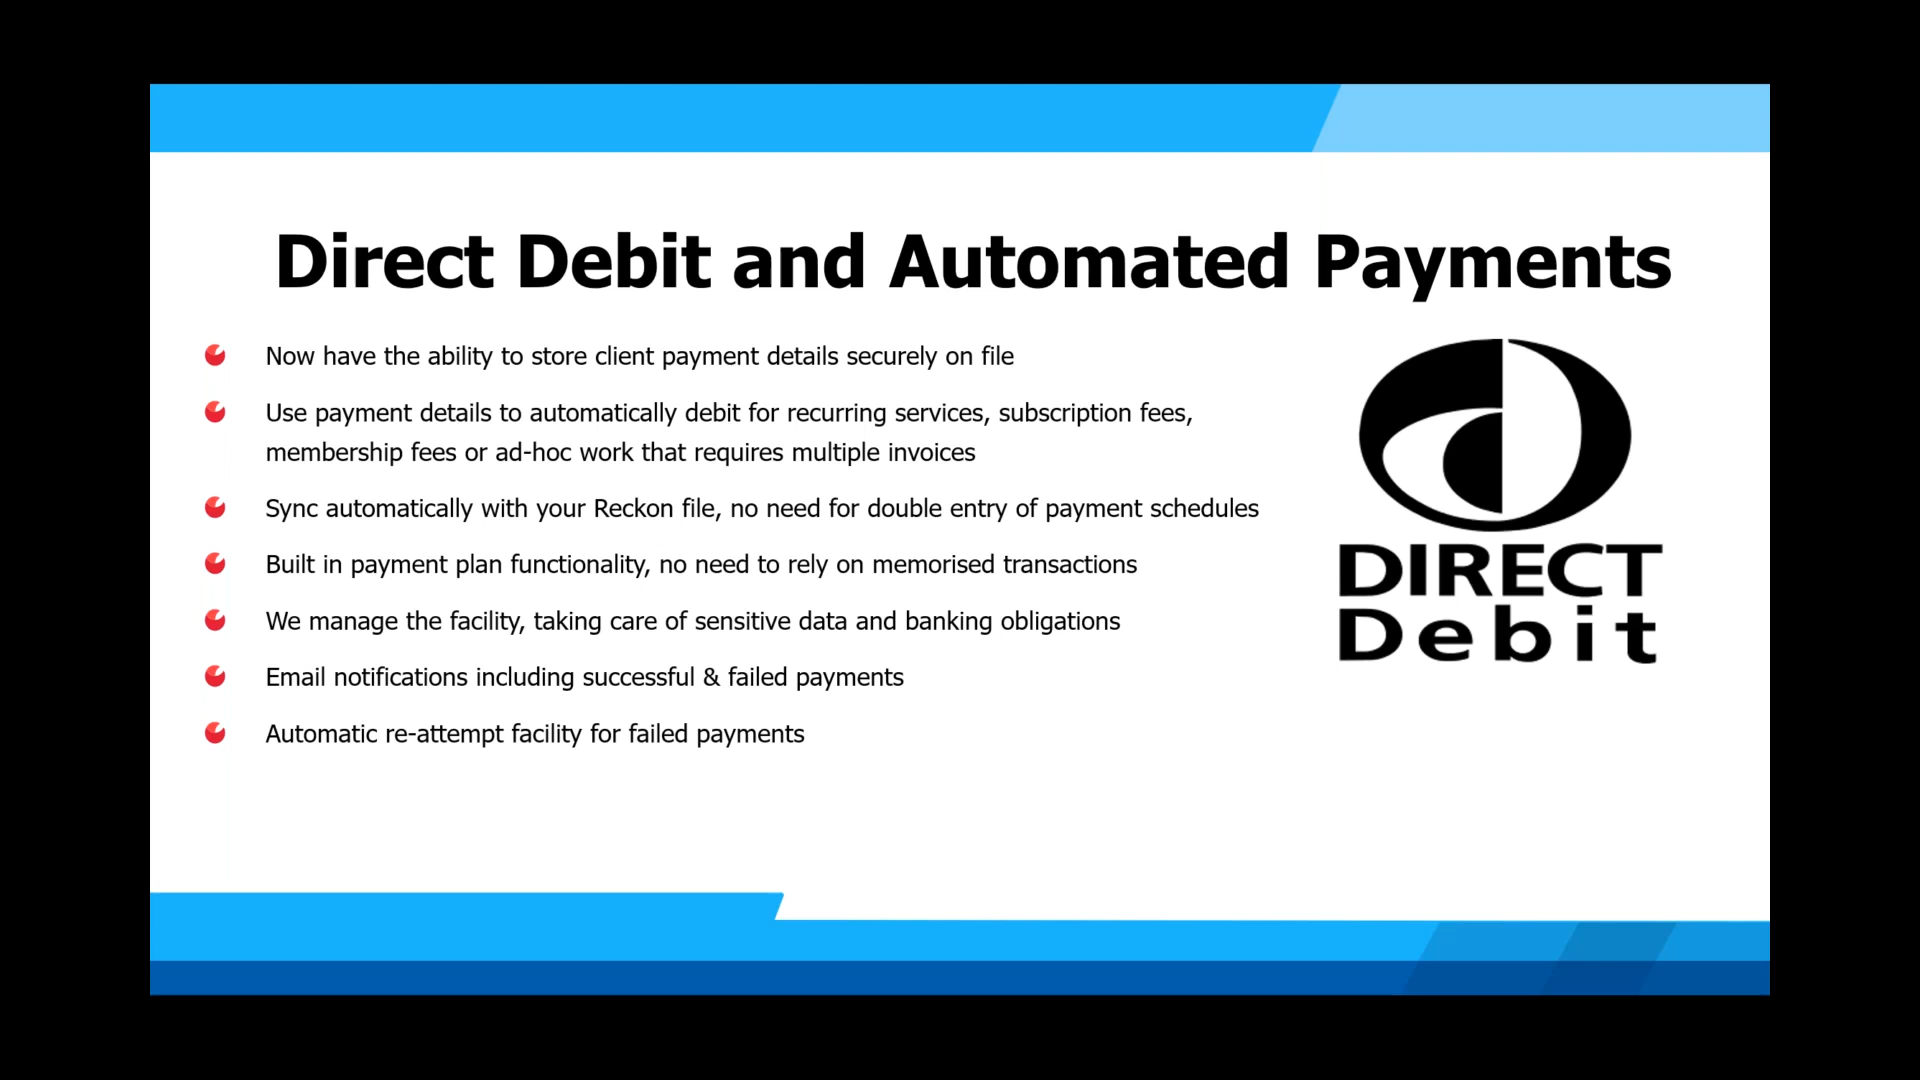 Direct Debit and Automated Payments
Now have the ability to store client payment details securely on file
Use payment details to automatically debit for recurring services, subscription fees,
membership fees or ad-hoc work that requires multiple invoices
Sync automatically with your Reckon file, no need for double entry of payment schedules
Built in payment plan functionality, no need to rely on memorised transactions
We manage the facility, taking care of sensitive data and banking obligations
Email notifications including successful & failed payments
Automatic re-attempt facility for failed payments
DIRECT
Debit